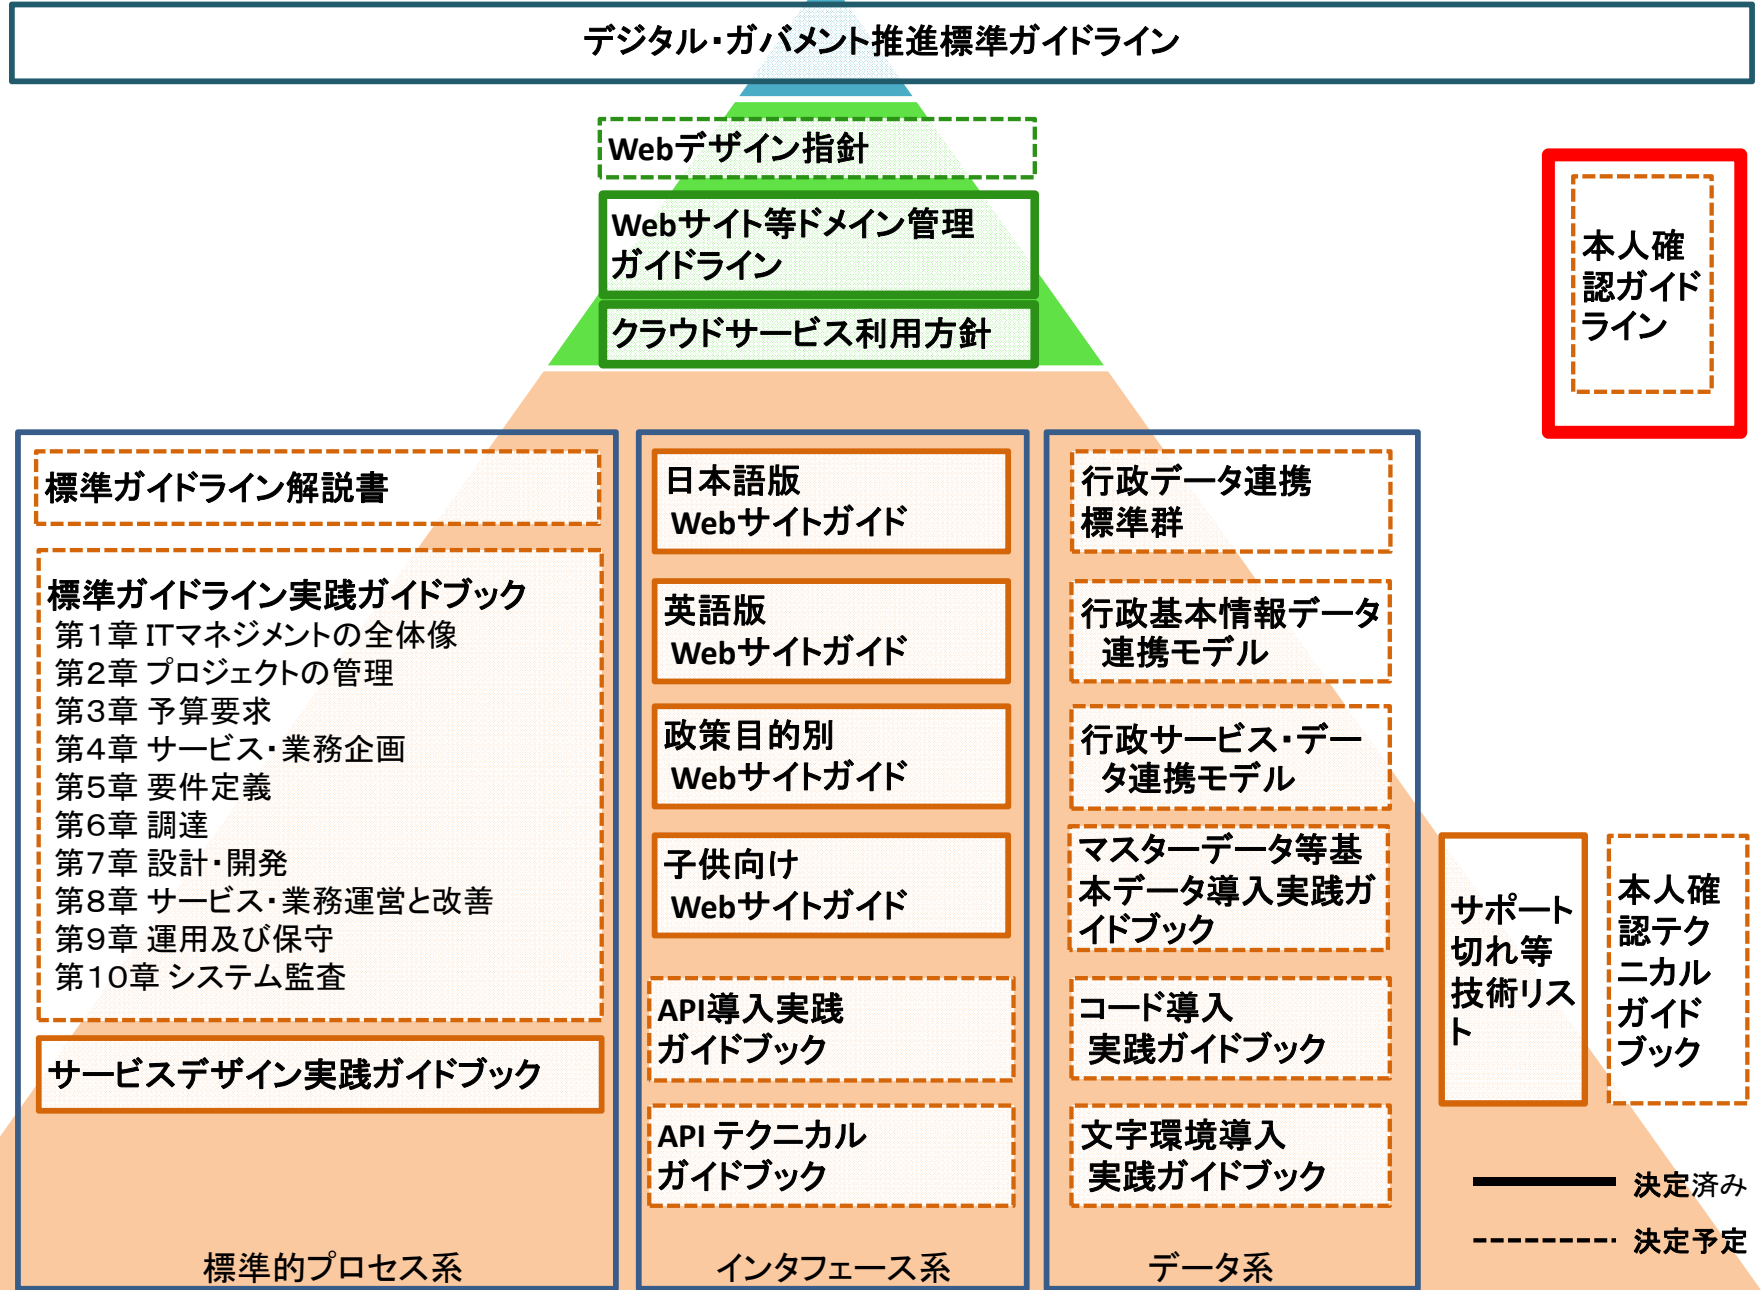 デジタル・ガバメント推進標準ガイドライン
Webデザイン指針
Webサイト等ドメイン管理
ガイドライン
クラウドサービス利用方針
本人確
認ガイド
ライン
標準ガイドライン解説書
標準ガイドライン実践ガイドブック
第1章 ITマネジメントの全体像
第2章 プロジェクトの管理
第3章 予算要求
第4章 サービス・業務企画
第5章 要件定義
第6章 調達
第7章 設計・開発
第8章 サービス・業務運営と改善
第9章 運用及び保守
第10章 システム監査
サービスデザイン実践ガイドブック
標準的プロセス系
日本語版
Webサイトガイド
英語版
Webサイトガイド
政策目的別
Webサイトガイド
子供向け
Webサイトガイド
API導入実践
ガイドブック
API テクニカル
ガイドブック
インタフェース系
行政データ連携
標準群
行政基本情報データ
連携モデル
行政サービス・デー
タ連携モデル
マスターデータ等基
本データ導入実践ガ
イドブック
コード導入
実践ガイドブック
文字環境導入
実践ガイドブック
データ系
サポート
切れ等
技術リス
ト
本人確
認テク
ニカル
ガイド
ブック
決定済み
決定予定